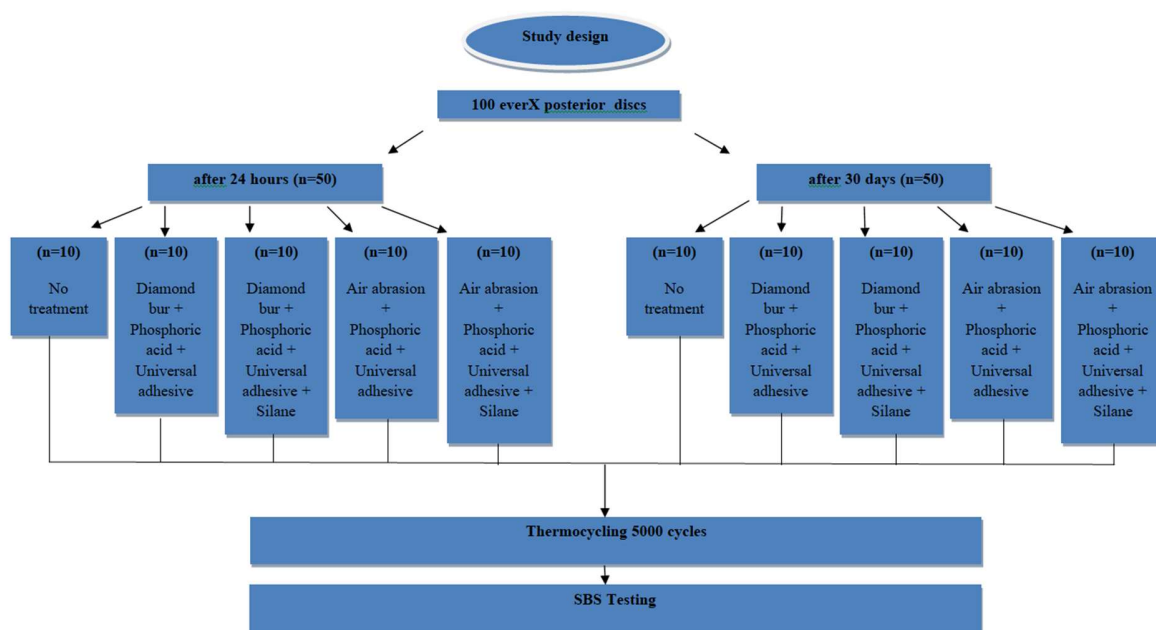 Study design
100 everX posterior discs
after 24 hours (n=50)
after 30 days (n=50)
(n=10)
No
treatment
(n=10)
Diamond
bur +
Phosphoric
acid +
Universal
adhesive
(n=10)
Diamond
bur +
Phosphoric
acid +
Universal
adhesive +
Silane
(n=10)
Air abrasion
+
Phosphoric
acid +
Universal
adhesive
(n=10)
Air abrasion
+
Phosphoric
acid +
Universal
adhesive +
Silane
(n=10)
No
treatment
(n=10)
Diamond
bur +
Phosphoric
acid +
Universal
adhesive
(n=10)
Diamond
bur +
Phosphoric
acid +
Universal
adhesive +
Silane
(n=10)
Air abrasion
+
Phosphoric
acid +
Universal
adhesive
(n=10)
Air abrasion
+
Phosphoric
acid +
Universal
adhesive +
Silane
Thermocycling 5000 cycles
SBS Testing